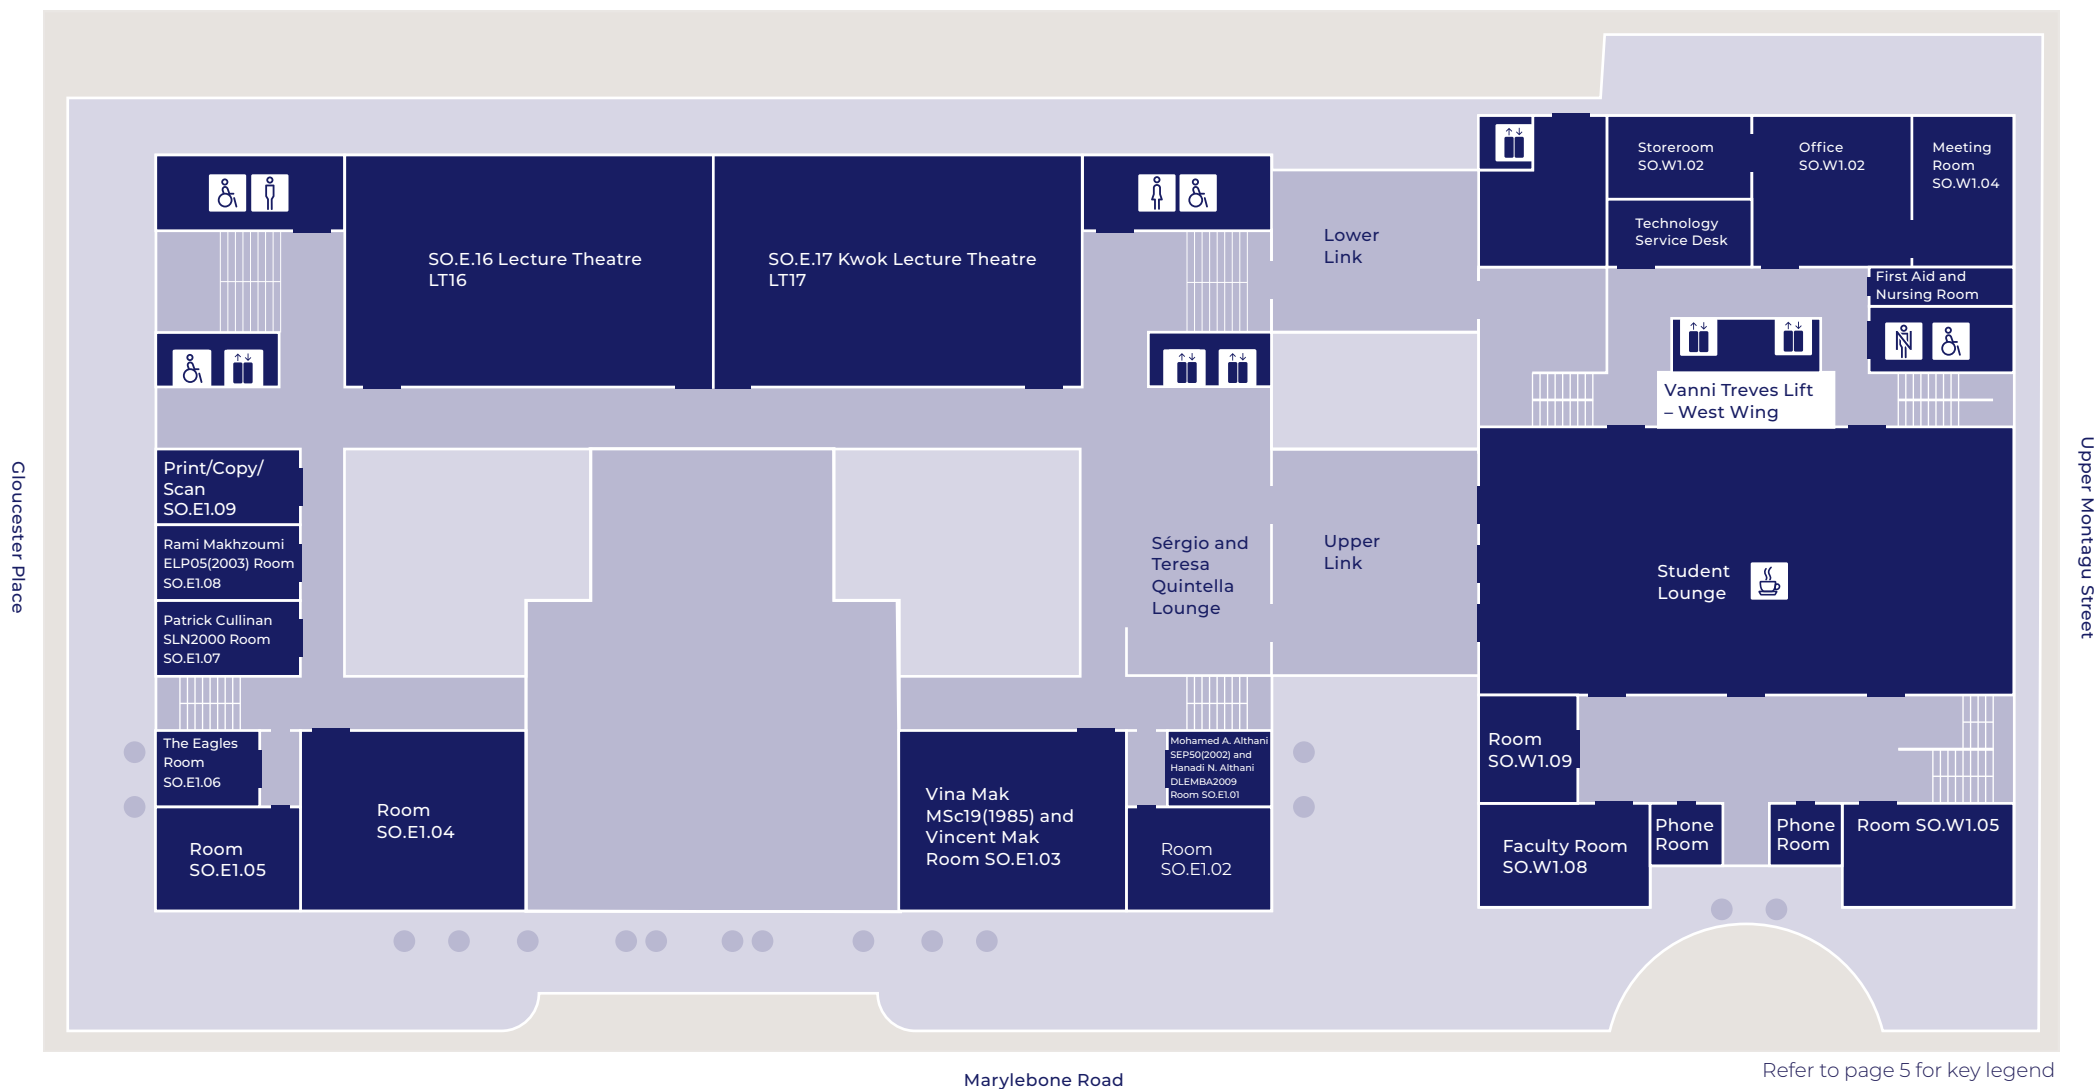 Storeroom
SO.W1.02
Office
SO.W1.02
Meeting
Room
SO.W1.04
Technology
Service Desk
SO.E.16 Lecture Theatre
LT16
SO.E.17 Kwok Lecture Theatre
LT17
Lower
Link
First Aid and
Nursing Room
Vanni Treves Lift
– West Wing
Gloucester Place
Upper Montagu Street
Print/Copy/
Scan
SO.E1.09
Rami Makhzoumi
ELP05(2003) Room
SO.E1.08
Patrick Cullinan
SLN2000 Room
SO.E1.07
Sérgio and
Teresa
Quintella
Lounge
Upper
Link
Student
Lounge
The Eagles
Room
SO.E1.06
Room
SO.E1.05
Room
SO.E1.04
Vina Mak
MSc19(1985) and
Vincent Mak
Room SO.E1.03
Mohamed A. Althani
SEP50(2002) and
Hanadi N. Althani
DLEMBA2009
Room SO.E1.01
Room
SO.E1.02
Room
SO.W1.09
Faculty Room
SO.W1.08
Phone
Room
Phone
Room
Room SO.W1.05
Marylebone Road
Refer to page 5 for key legend